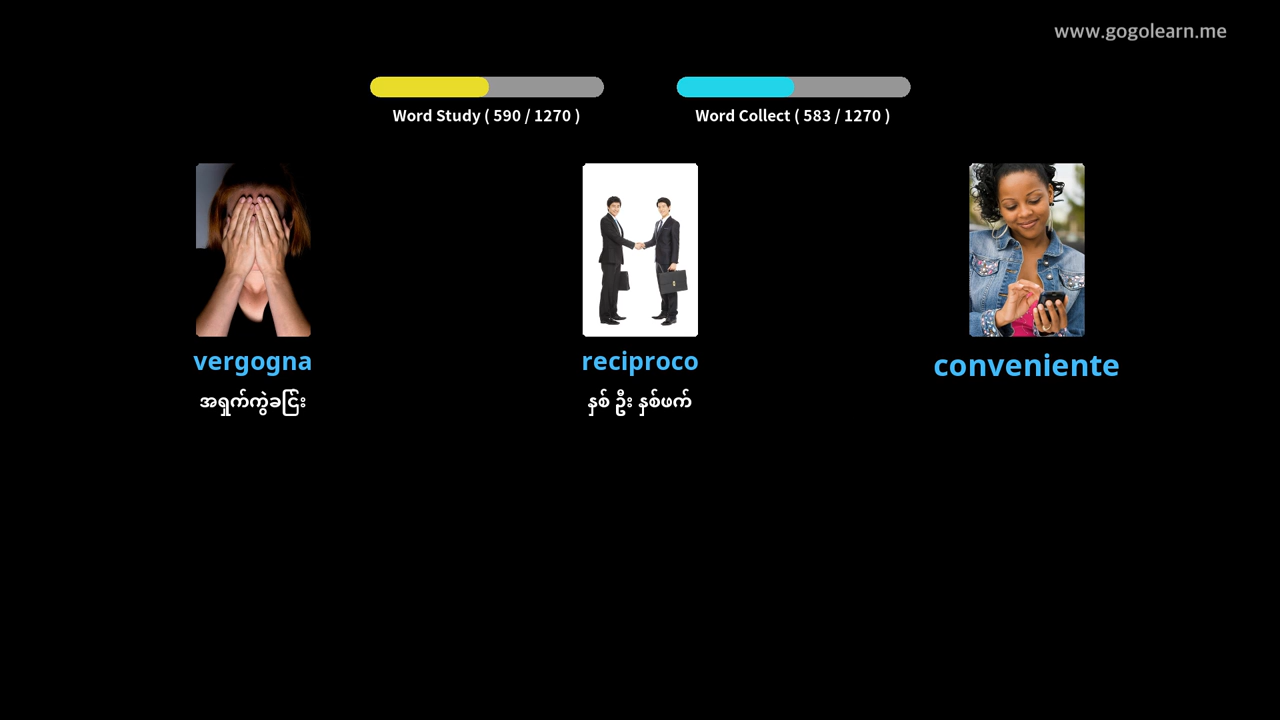 www.gogolearn.me
Word Study ( 590 / 1270 )
Word Collect ( 583 / 1270 )
vergogna
reciproco
conveniente
အရှက်ကွဲခြင်း
နှစ် ဦး နှစ်ဖက်